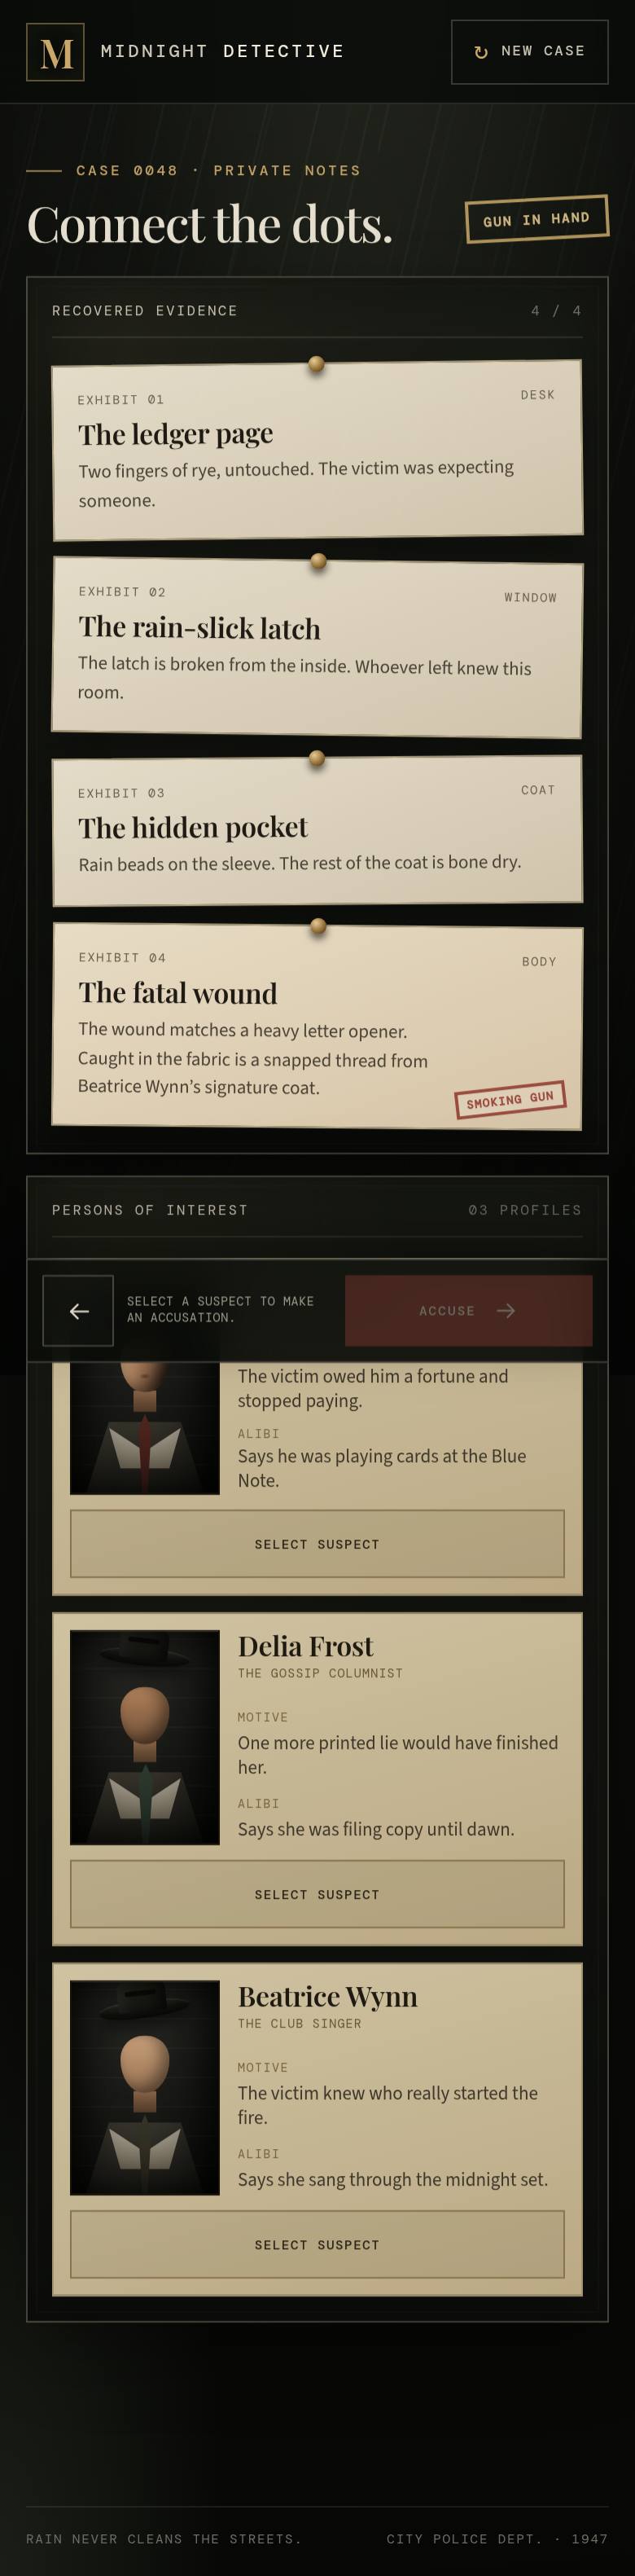 M MIDNIGHT DETECTIVE
↻ NEW CASE
CASE 0048 · PRIVATE NOTES
Connect the dots.
GUN IN HAND
RECOVERED EVIDENCE
4 / 4
EXHIBIT 01
DESK
The ledger page
Two fingers of rye, untouched. The victim was expecting
someone.
EXHIBIT 02
WINDOW
The rain-slick latch
The latch is broken from the inside. Whoever left knew this
room.
EXHIBIT 03
COAT
The hidden pocket
Rain beads on the sleeve. The rest of the coat is bone dry.
EXHIBIT 04
BODY
The fatal wound
The wound matches a heavy letter opener.
Caught in the fabric is a snapped thread from
Beatrice Wynn’s signature coat.
SMOKING GUN
PERSONS OF INTEREST
03 PROFILES
←
SELECT A SUSPECT TO MAKE
AN ACCUSATION.
ACCUSE →
The victim owed him a fortune and
stopped paying.
ALIBI
Says he was playing cards at the Blue
Note.
SELECT SUSPECT
Delia Frost
THE GOSSIP COLUMNIST
MOTIVE
One more printed lie would have finished
her.
ALIBI
Says she was filing copy until dawn.
SELECT SUSPECT
Beatrice Wynn
THE CLUB SINGER
MOTIVE
The victim knew who really started the
fire.
ALIBI
Says she sang through the midnight set.
SELECT SUSPECT
RAIN NEVER CLEANS THE STREETS.
CITY POLICE DEPT. · 1947